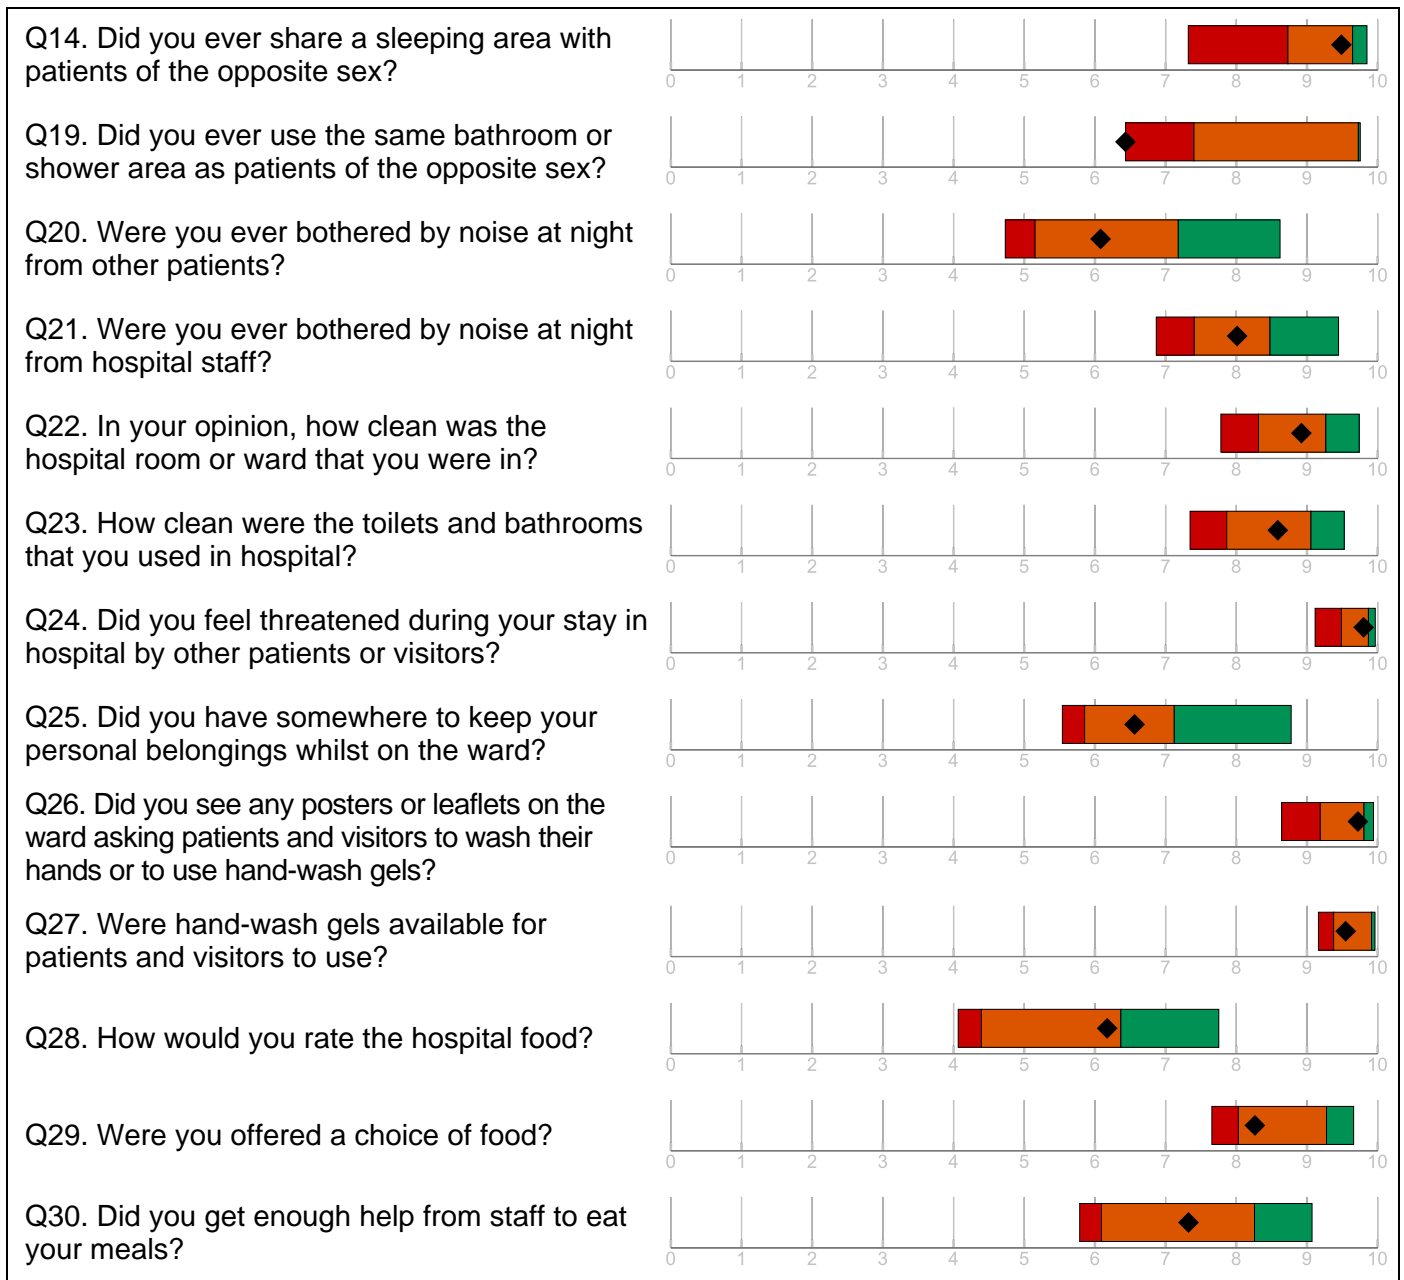 Q14. Did you ever share a sleeping area with
patients of the opposite sex?
0 1 2 3 4 5 6 7 8 9 10
Q19. Did you ever use the same bathroom or
shower area as patients of the opposite sex?
0 1 2 3 4 5 6 7 8 9 10
Q20. Were you ever bothered by noise at night
from other patients?
0 1 2 3 4 5 6 7 8 9 10
Q21. Were you ever bothered by noise at night
from hospital staff?
0 1 2 3 4 5 6 7 8 9 10
Q22. In your opinion, how clean was the
hospital room or ward that you were in?
0 1 2 3 4 5 6 7 8 9 10
Q23. How clean were the toilets and bathrooms
that you used in hospital?
0 1 2 3 4 5 6 7 8 9 10
Q24. Did you feel threatened during your stay in
hospital by other patients or visitors?
0 1 2 3 4 5 6 7 8 9 10
Q25. Did you have somewhere to keep your
personal belongings whilst on the ward?
0 1 2 3 4 5 6 7 8 9 10
Q26. Did you see any posters or leaflets on the
ward asking patients and visitors to wash their
hands or to use hand-wash gels?
0 1 2 3 4 5 6 7 8 9 10
Q27. Were hand-wash gels available for
patients and visitors to use?
0 1 2 3 4 5 6 7 8 9 10
Q28. How would you rate the hospital food?
0 1 2 3 4 5 6 7 8 9 10
Q29. Were you offered a choice of food?
0 1 2 3 4 5 6 7 8 9 10
Q30. Did you get enough help from staff to eat
your meals?
0 1 2 3 4 5 6 7 8 9 10